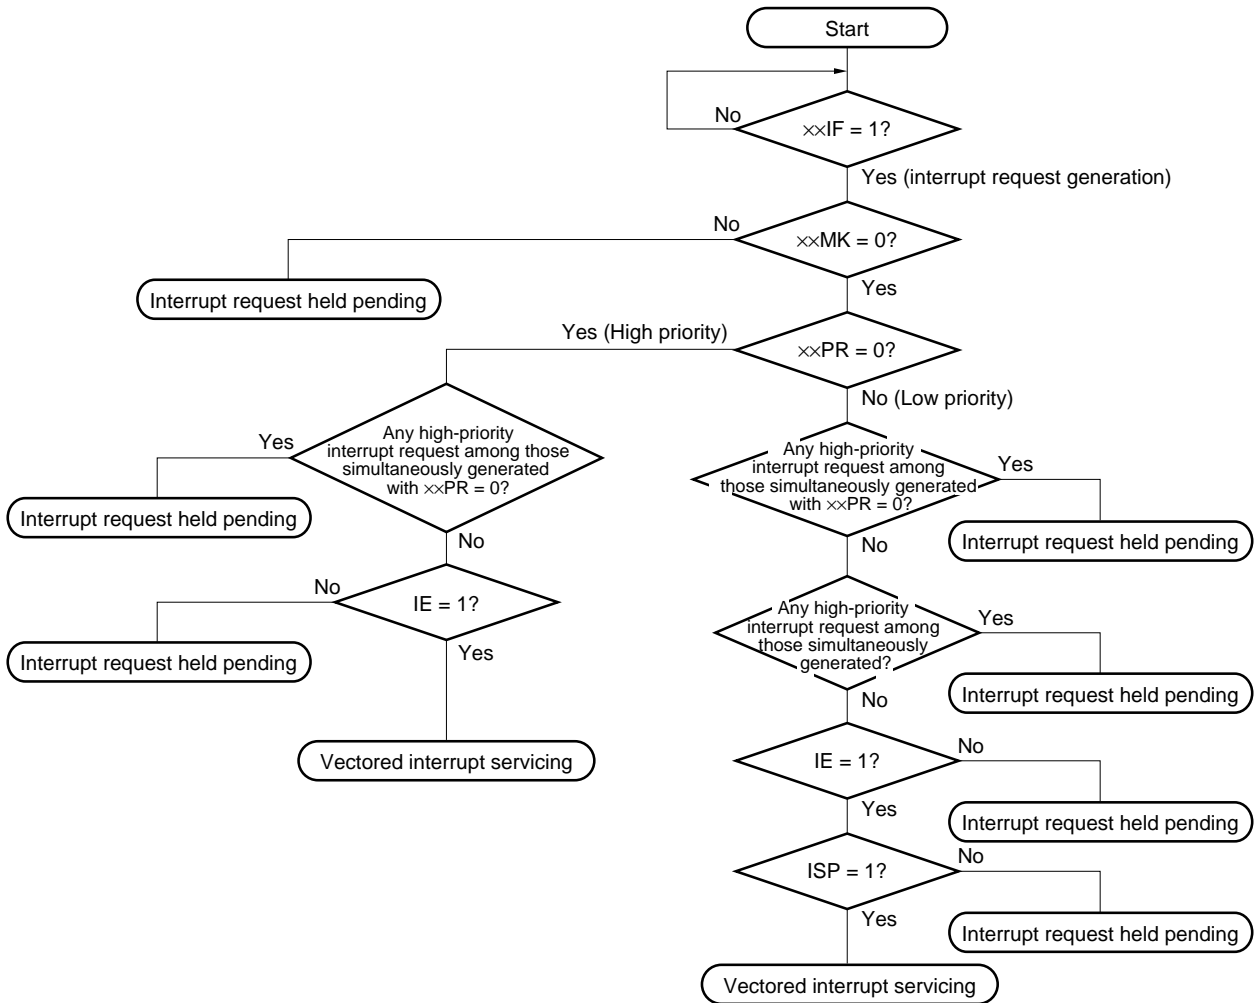 Start
No
××IF = 1?
Yes (interrupt request generation)
No
××MK = 0?
Interrupt request held pending
Yes
Yes (High priority)
××PR = 0?
No (Low priority)
Any high-priority
interrupt request among those
simultaneously generated
with ××PR = 0?
Yes
Interrupt request held pending
No
Any high-priority
interrupt request among
those simultaneously generated
with ××PR = 0?
Yes
Interrupt request held pending
No
No
IE = 1?
Interrupt request held pending
Yes
Vectored interrupt servicing
Any high-priority
interrupt request among
those simultaneously
generated?
Yes
Interrupt request held pending
No
IE = 1?
No
Interrupt request held pending
Yes
ISP = 1?
No
Interrupt request held pending
Yes
Vectored interrupt servicing